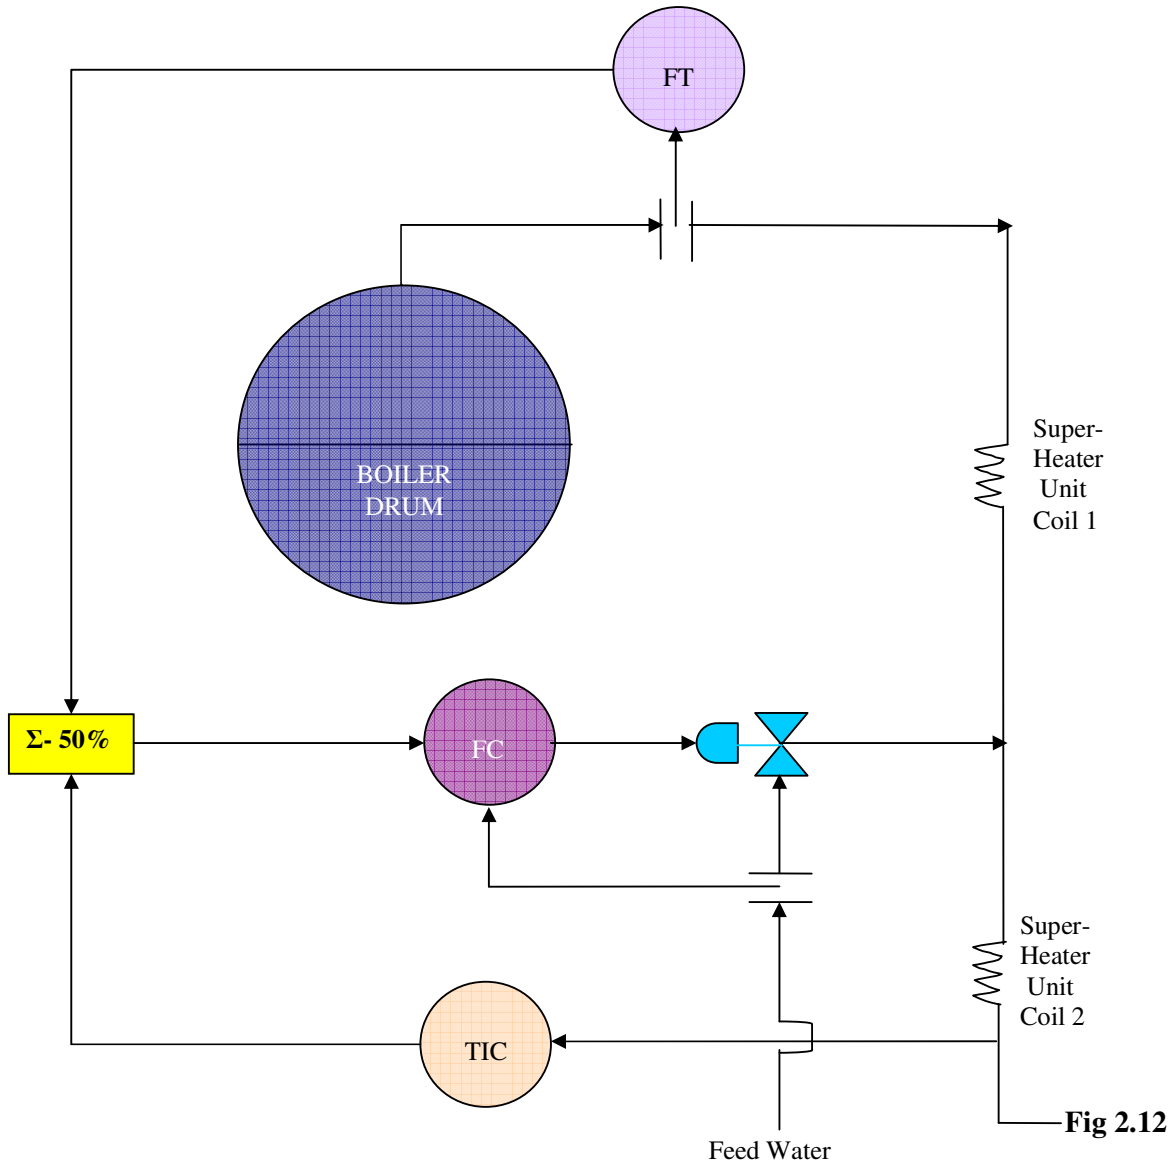 FT
BOILER
DRUM
Super-
Heater
Unit
Coil 1
Σ- 50%
FC
Super-
Heater
Unit
Coil 2
TIC
Fig 2.12
Feed Water